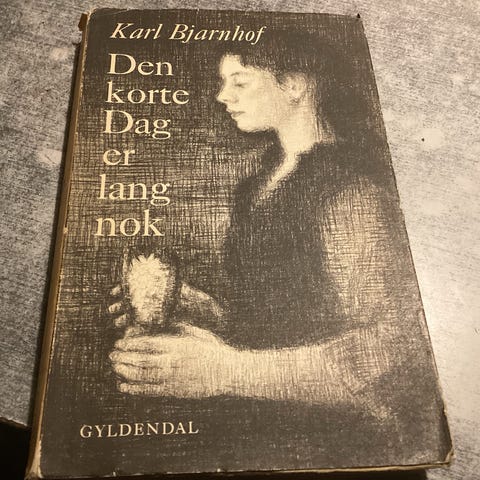 Karl Bjarnhof
Den
korte
Dag
er
lang
nok
GYLDENDAL